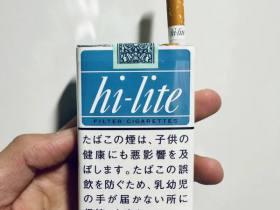 hi-lite
hi-lite
FILTER CIGARETTES
たばこの煙は、子供の
健康にも悪影響を及
ぼします。たばこの誤
飲を防ぐため、乳幼児
の手が届かない所に